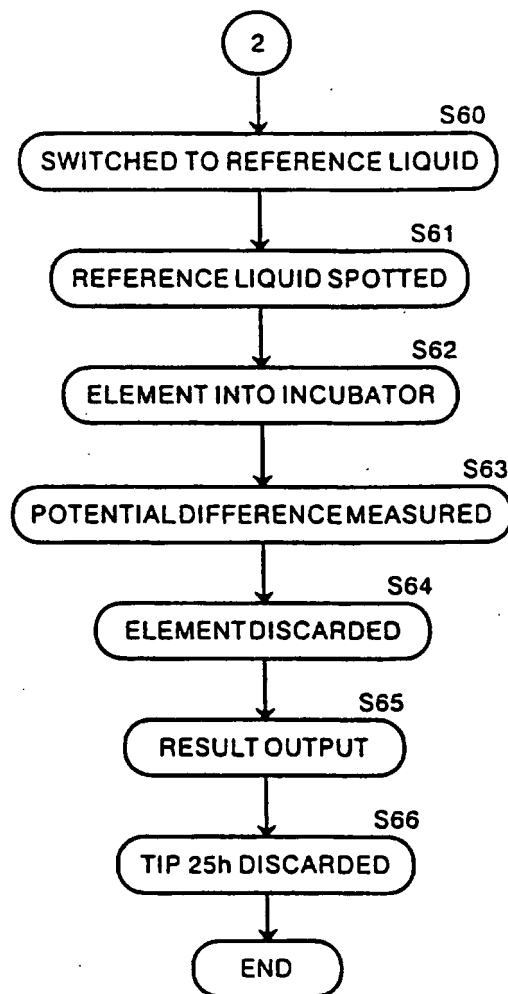 2
S60
SWITCHED TO REFERENCE LIQUID
S61
REFERENCE LIQUID SPOTTED
S62
ELEMENT INTO INCUBATOR
S63
POTENTIAL DIFFERENCE MEASURED
S64
ELEMENT DISCARDED
S65
RESULT OUTPUT
S66
TIP 25h DISCARDED
END